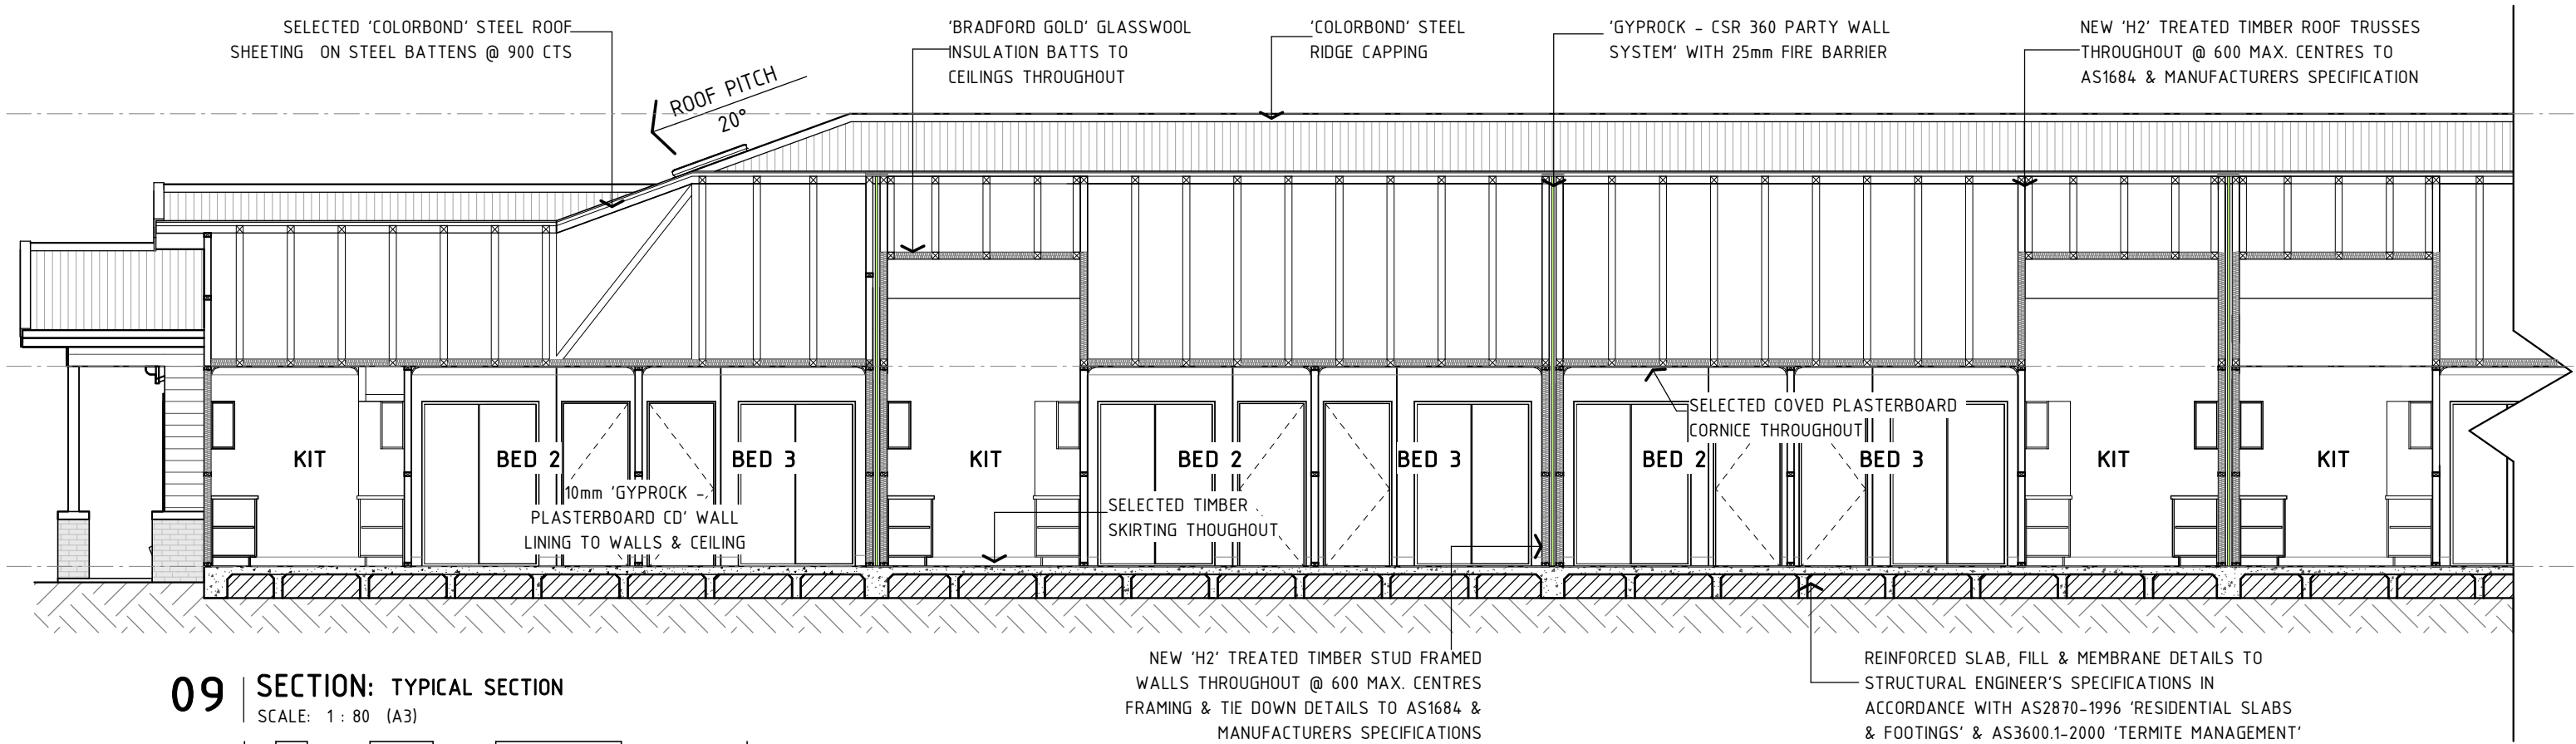 SELECTED 'COLORBOND' STEEL ROOF
SHEETING ON STEEL BATTENS @ 900 CTS
ROOF PITCH
20°
'BRADFORD GOLD' GLASSWOOL
INSULATION BATTS TO
CEILINGS THROUGHOUT
'COLORBOND' STEEL
RIDGE CAPPING
'GYPROCK - CSR 360 PARTY WALL
SYSTEM' WITH 25mm FIRE BARRIER
NEW 'H2' TREATED TIMBER ROOF TRUSSES
THROUGHOUT @ 600 MAX. CENTRES TO
AS1684 & MANUFACTURERS SPECIFICATION
SELECTED COVED PLASTERBOARD
CORNICE THROUGHOUT
KIT
BED 2
BED 3
KIT
BED 2
BED 3
BED 2
BED 3
KIT
KIT
10mm 'GYPROCK -
PLASTERBOARD CD' WALL
LINING TO WALLS & CEILING
SELECTED TIMBER
SKIRTING THOUGHOUT
NEW 'H2' TREATED TIMBER STUD FRAMED
WALLS THROUGHOUT @ 600 MAX. CENTRES
FRAMING & TIE DOWN DETAILS TO AS1684 &
MANUFACTURERS SPECIFICATIONS
REINFORCED SLAB, FILL & MEMBRANE DETAILS TO
STRUCTURAL ENGINEER'S SPECIFICATIONS IN
ACCORDANCE WITH AS2870-1996 'RESIDENTIAL SLABS
& FOOTINGS' & AS3600.1-2000 'TERMITE MANAGEMENT'
09 SECTION: TYPICAL SECTION
SCALE: 1 : 80 (A3)